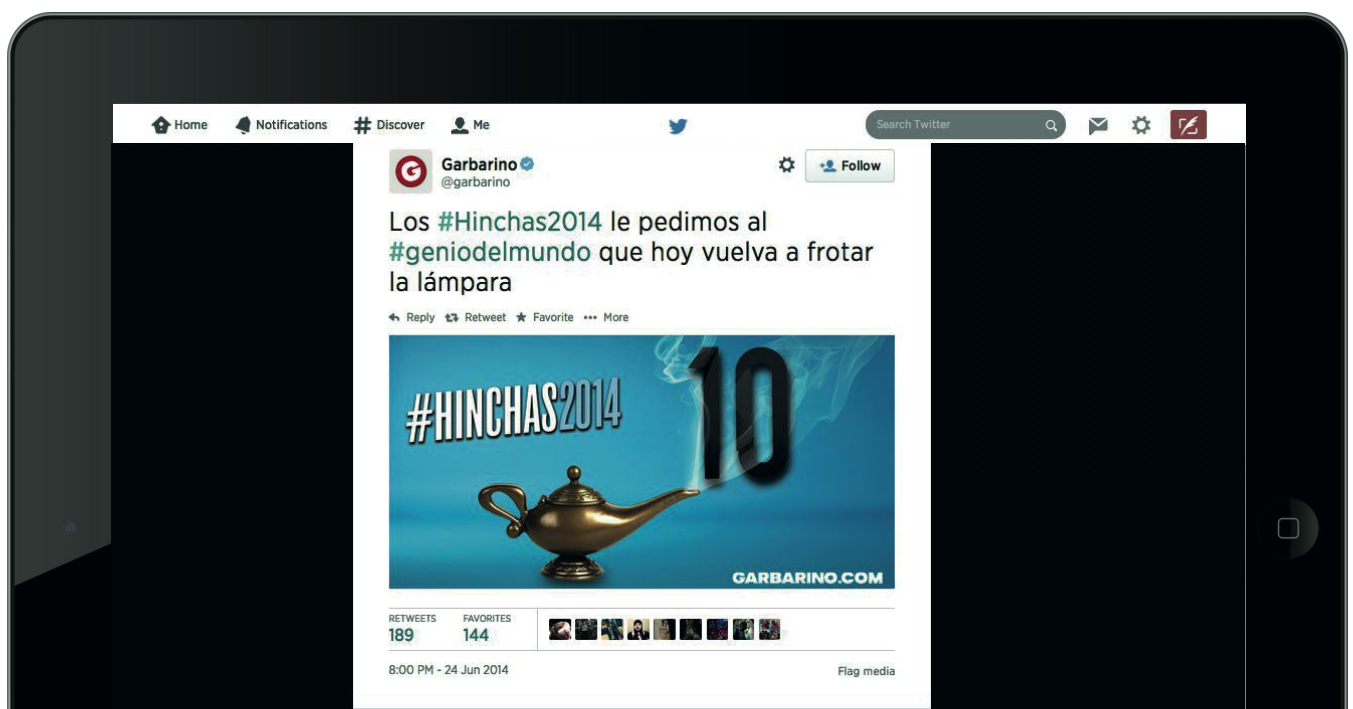 Home Notifications # Discover Me Search Twitter
G Garbarino Follow
@garbarino
Los #Hinchas2014 le pedimos al
#geniodelmundo que hoy vuelva a frotar
la lámpara
Reply Retweet Favorite More
#HINCHAS2014 10
GARBARINO.COM
RETWEETS FAVORITES
189 144
8:00 PM - 24 Jun 2014 Flag media